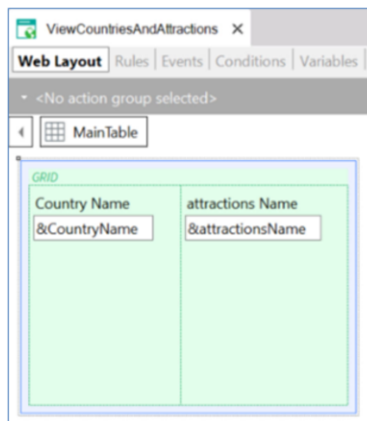 ViewCountriesAndAttractions X
Web Layout | Rules | Events | Conditions | Variables |
<No action group selected>
MainTable
GRID
Country Name attractions Name
&CountryName &attractionsName